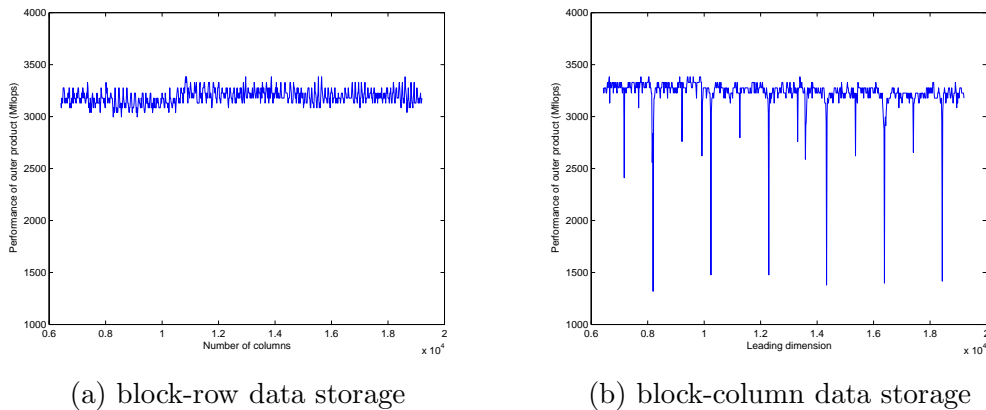 4000
3500
3000
2500
2000
1500
1000
Performance of outer product (Mflops)
0.6 0.8 1 1.2 1.4 1.6 1.8 2
Number of columns
x 10^4
(a) block-row data storage
4000
3500
3000
2500
2000
1500
1000
Performance of outer product (Mflops)
0.6 0.8 1 1.2 1.4 1.6 1.8 2
Leading dimension
x 10^4
(b) block-column data storage